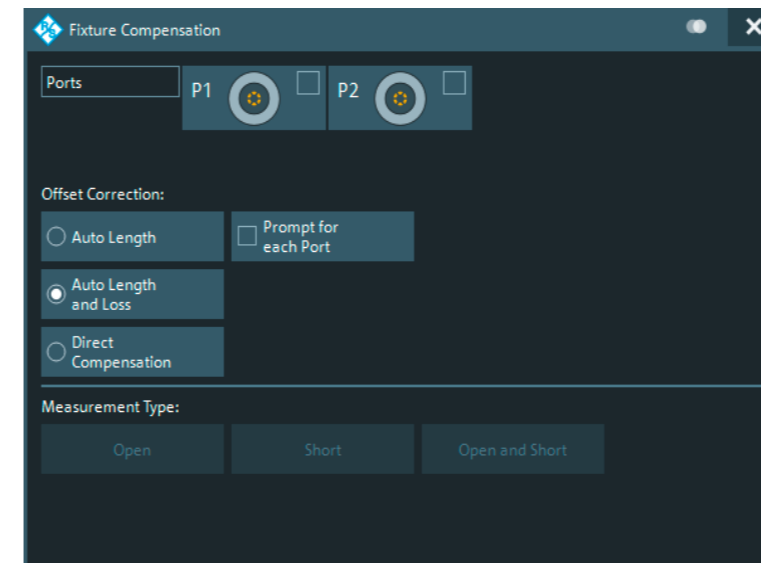 Fixture Compensation
Ports
P1
P2
Offset Correction:
Auto Length
Prompt for
each Port
Auto Length
and Loss
Direct
Compensation
Measurement Type:
Open
Short
Open and Short